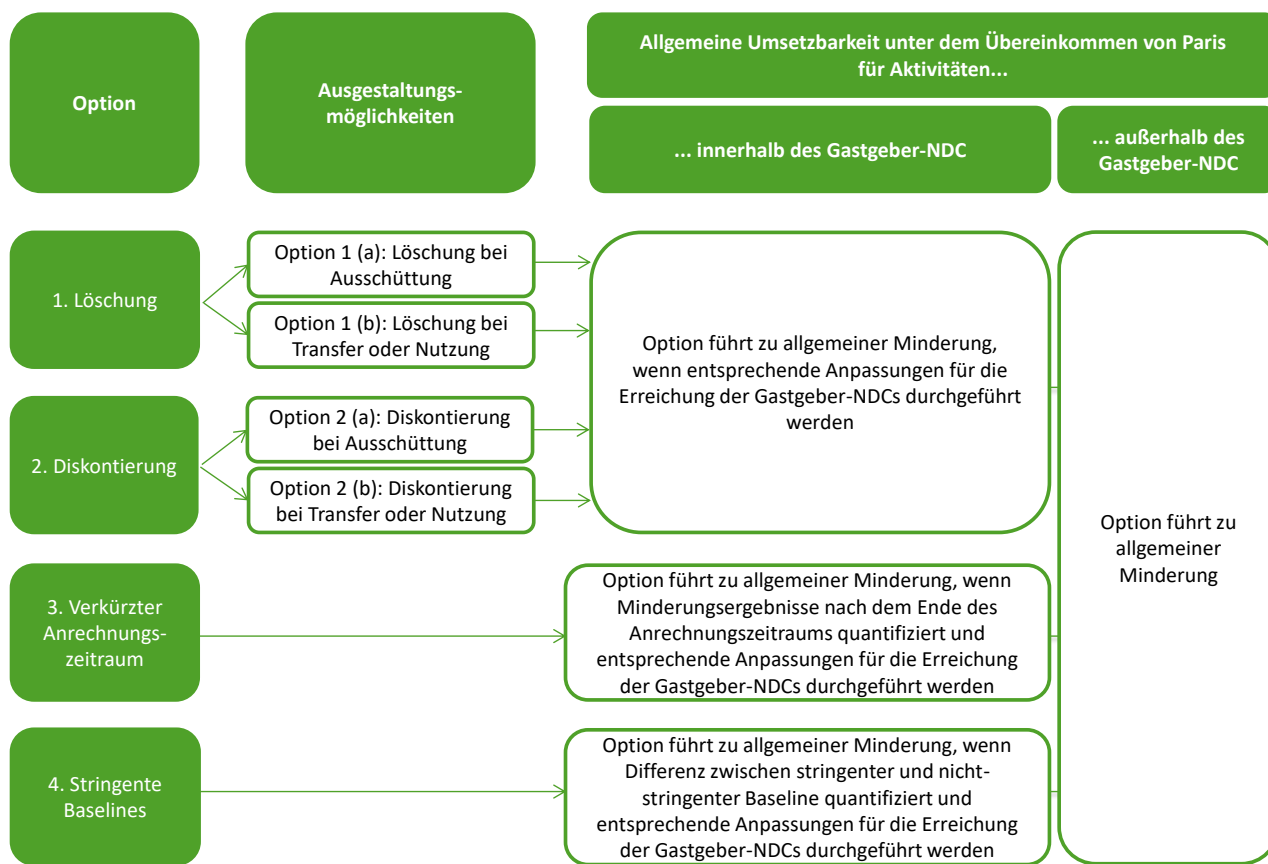 Option
Ausgestaltungs-
möglichkeiten
Allgemeine Umsetzbarkeit unter dem Übereinkommen von Paris
für Aktivitäten...
... innerhalb des Gastgeber-NDC
... außerhalb des
Gastgeber-NDC
1. Löschung
Option 1 (a): Löschung bei
Ausschüttung
Option 1 (b): Löschung bei
Transfer oder Nutzung
2. Diskontierung
Option 2 (a): Diskontierung
bei Ausschüttung
Option 2 (b): Diskontierung
bei Transfer oder Nutzung
Option führt zu allgemeiner Minderung,
wenn entsprechende Anpassungen für die
Erreichung der Gastgeber-NDCs durchgeführt
werden
3. Verkürzter
Anrechnungs-
zeitraum
Option führt zu allgemeiner Minderung, wenn
Minderungsergebnisse nach dem Ende des
Anrechnungszeitraums quantifiziert und
entsprechende Anpassungen für die Erreichung
der Gastgeber-NDCs durchgeführt werden
4. Stringente
Baselines
Option führt zu allgemeiner Minderung, wenn
Differenz zwischen stringenter und nicht-
stringenter Baseline quantifiziert und
entsprechende Anpassungen für die Erreichung
der Gastgeber-NDCs durchgeführt werden
Option führt zu
allgemeiner
Minderung